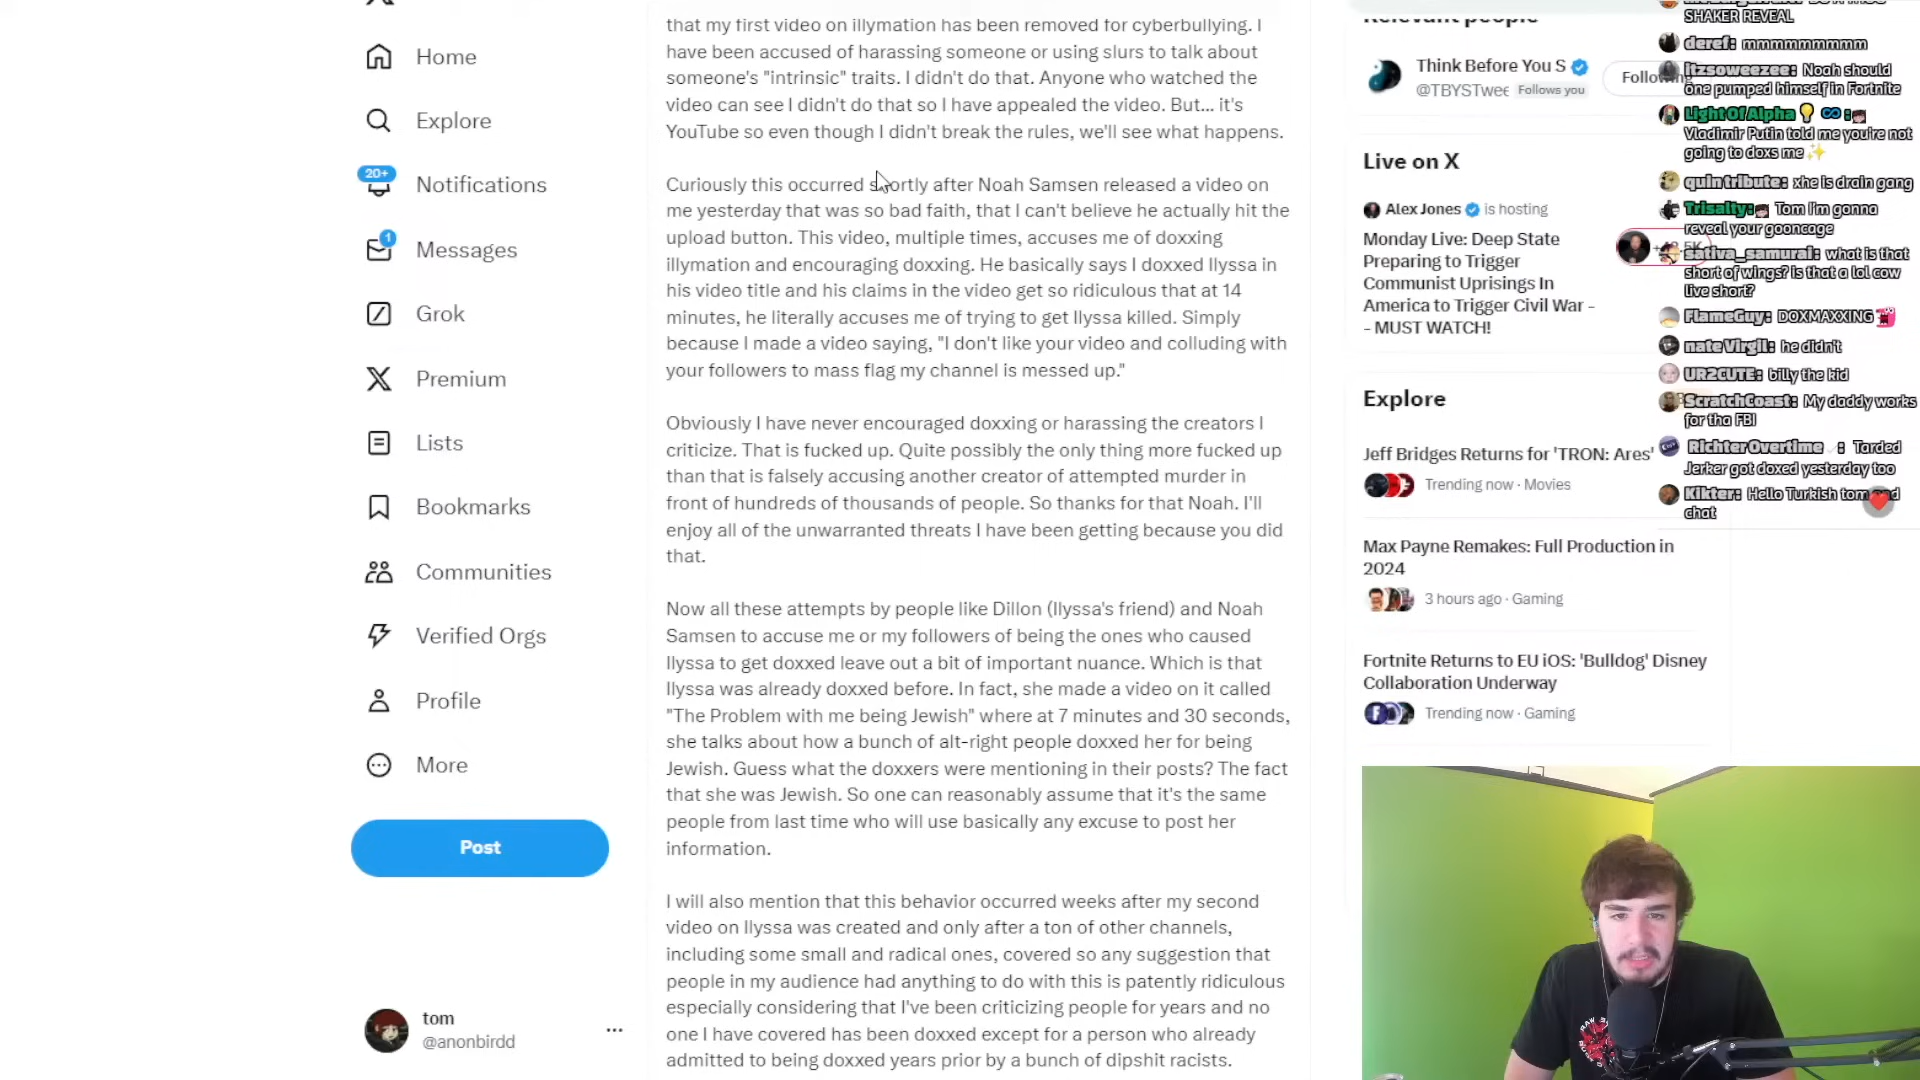 Home
Explore
20+
Notifications
1
Messages
Grok
Premium
Lists
Bookmarks
Communities
Verified Orgs
Profile
More
Post
tom
@anonbirdd
that my first video on illymation has been removed for cyberbullying. I
have been accused of harassing someone or using slurs to talk about
someone's "intrinsic" traits. I didn't do that. Anyone who watched the
video can see I didn't do that so I have appealed the video. But... it's
YouTube so even though I didn't break the rules, we'll see what happens.
Curiously this occurred shortly after Noah Samsen released a video on
me yesterday that was so bad faith, that I can't believe he actually hit the
upload button. This video, multiple times, accuses me of doxxing
illymation and encouraging doxxing. He basically says I doxxed Ilyssa in
his video title and his claims in the video get so ridiculous that at 14
minutes, he literally accuses me of trying to get Ilyssa killed. Simply
because I made a video saying, "I don't like your video and colluding with
your followers to mass flag my channel is messed up."
Obviously I have never encouraged doxxing or harassing the creators I
criticize. That is fucked up. Quite possibly the only thing more fucked up
than that is falsely accusing another creator of attempted murder in
front of hundreds of thousands of people. So thanks for that Noah. I'll
enjoy all of the unwarranted threats I have been getting because you did
that.
Now all these attempts by people like Dillon (Ilyssa's friend) and Noah
Samsen to accuse me or my followers of being the ones who caused
Ilyssa to get doxxed leave out a bit of important nuance. Which is that
Ilyssa was already doxxed before. In fact, she made a video on it called
"The Problem with me being Jewish" where at 7 minutes and 30 seconds,
she talks about how a bunch of alt-right people doxxed her for being
Jewish. Guess what the doxxers were mentioning in their posts? The fact
that she was Jewish. So one can reasonably assume that it's the same
people from last time who will use basically any excuse to post her
information.
I will also mention that this behavior occurred weeks after my second
video on Ilyssa was created and only after a ton of other channels,
including some small and radical ones, covered so any suggestion that
people in my audience had anything to do with this is patently ridiculous
especially considering that I've been criticizing people for years and no
one I have covered has been doxxed except for a person who already
admitted to being doxxed years prior by a bunch of dipshit racists.
Relevant people
Think Before You S
@TBYSTwee
Follows you
Following
Live on X
Alex Jones is hosting
Monday Live: Deep State
Preparing to Trigger
Communist Uprisings In
America to Trigger Civil War -
- MUST WATCH!
Explore
Jeff Bridges Returns for 'TRON: Ares'
Trending now · Movies
Max Payne Remakes: Full Production in
2024
3 hours ago · Gaming
Fortnite Returns to EU iOS: 'Bulldog' Disney
Collaboration Underway
Trending now · Gaming
SHAKER REVEAL
deref: mmmmmmmmm
itzsoweezee: Noah should
one pumped himself in Fortnite
LightOfAlpha :
Vladimir Putin told me you're not
going to doxs me
quintribute: xhe is drain gang
Trisalty: Tom I'm gonna
reveal your gooncage
sativa_samurai: what is that
short of wings? is that a lol cow
live short?
FlameGuy: DOXMAXXING
nateVirgil: he didn't
UR2CUTE: billy the kid
ScratchCoast: My daddy works
for tha FBI
RichterOvertime : Tarded
Jerker got doxed yesterday too
Kikter: Hello Turkish tom and
chat